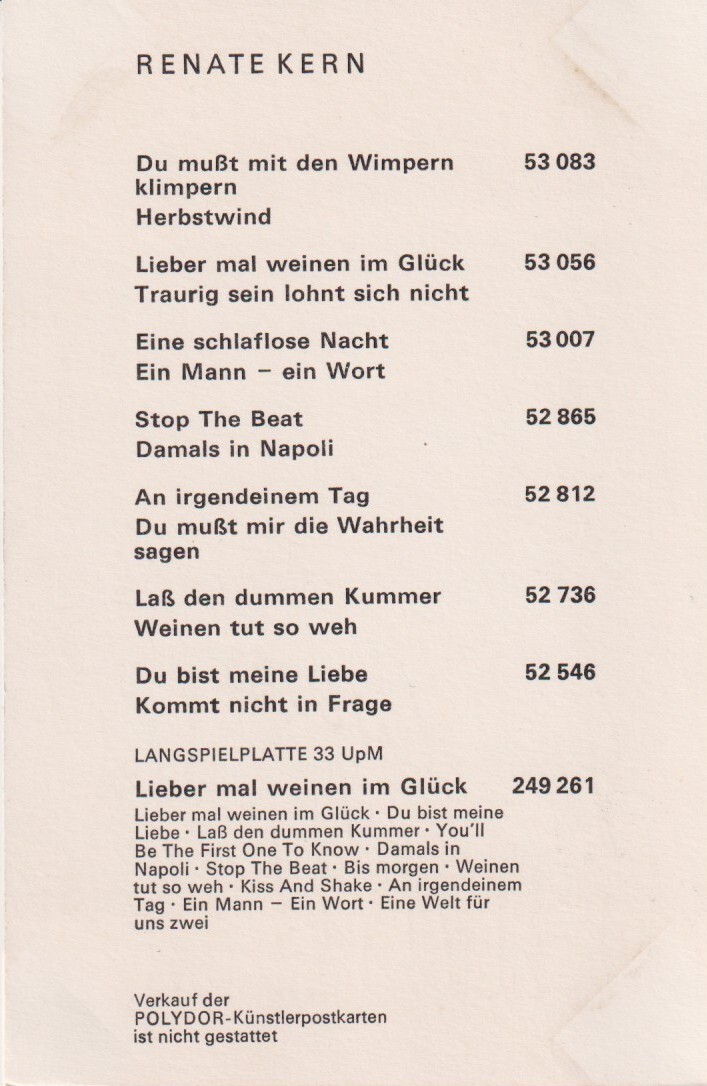 RENATE KERN
Du mußt mit den Wimpern 53 083
klimpern
Herbstwind
Lieber mal weinen im Glück 53 056
Traurig sein lohnt sich nicht
Eine schlaflose Nacht 53 007
Ein Mann – ein Wort
Stop The Beat 52 865
Damals in Napoli
An irgendeinem Tag 52 812
Du mußt mir die Wahrheit
sagen
Laß den dummen Kummer 52 736
Weinen tut so weh
Du bist meine Liebe 52 546
Kommt nicht in Frage
LANGSPIELPLATTE 33 UpM
Lieber mal weinen im Glück 249 261
Lieber mal weinen im Glück · Du bist meine
Liebe · Laß den dummen Kummer · You'll
Be The First One To Know · Damals in
Napoli · Stop The Beat · Bis morgen · Weinen
tut so weh · Kiss And Shake · An irgendeinem
Tag · Ein Mann – Ein Wort · Eine Welt für
uns zwei
Verkauf der
POLYDOR-Künstlerpostkarten
ist nicht gestattet